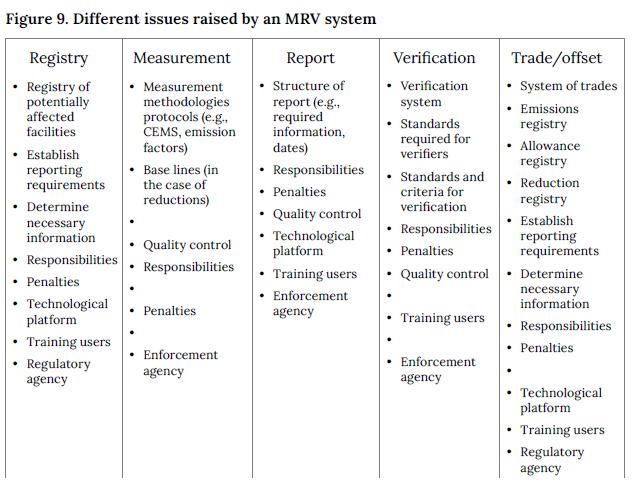 Figure 9. Different issues raised by an MRV system
Registry
• Registry of
potentially
affected
facilities
• Establish
reporting
requirements
• Determine
necessary
information
• Responsibilities
• Penalties
• Technological
platform
• Training users
• Regulatory
agency
Measurement
• Measurement
methodologies
protocols (e.g.,
CEMS, emission
factors)
• Base lines (in
the case of
reductions)
•
• Quality control
• Responsibilities
•
• Penalties
•
• Enforcement
agency
Report
• Structure of
report (e.g.,
required
information,
dates)
• Responsibilities
• Penalties
• Quality control
• Technological
platform
• Training users
• Enforcement
agency
Verification
• Verification
system
• Standards
required for
verifiers
• Standards and
criteria for
verification
• Responsibilities
• Penalties
• Quality control
•
• Training users
•
• Enforcement
agency
Trade/offset
• System of trades
• Emissions
registry
• Allowance
registry
• Reduction
registry
• Establish
reporting
requirements
• Determine
necessary
information
• Responsibilities
• Penalties
•
• Technological
platform
• Training users
• Regulatory
agency